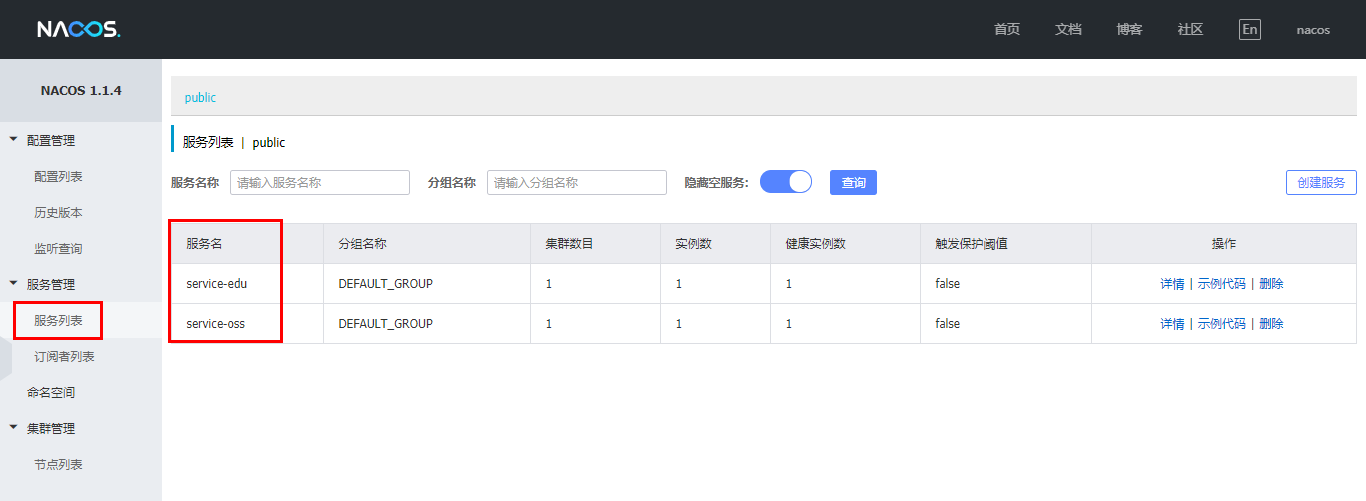 NACOS.
首页 文档 博客 社区 En nacos
NACOS 1.1.4
配置管理
配置列表
历史版本
监听查询
服务管理
服务列表
订阅者列表
命名空间
集群管理
节点列表
public
服务列表 | public
服务名称 请输入服务名称 分组名称 请输入分组名称 隐藏空服务: 查询 创建服务
服务名 分组名称 集群数目 实例数 健康实例数 触发保护阈值 操作
service-edu DEFAULT_GROUP 1 1 1 false 详情 | 示例代码 | 删除
service-oss DEFAULT_GROUP 1 1 1 false 详情 | 示例代码 | 删除